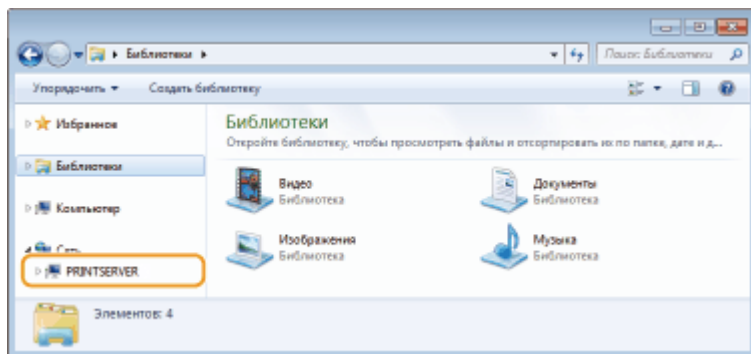 Библиотеки
Поиск: Библиотеки
Упорядочить
Создать библиотеку
Избранное
Библиотеки
Компьютер
Сеть
PRINTSERVER
Библиотеки
Откройте библиотеку, чтобы просмотреть файлы и отсортировать их по папке, дате и д...
Видео
Библиотека
Документы
Библиотека
Изображения
Библиотека
Музыка
Библиотека
Элементов: 4